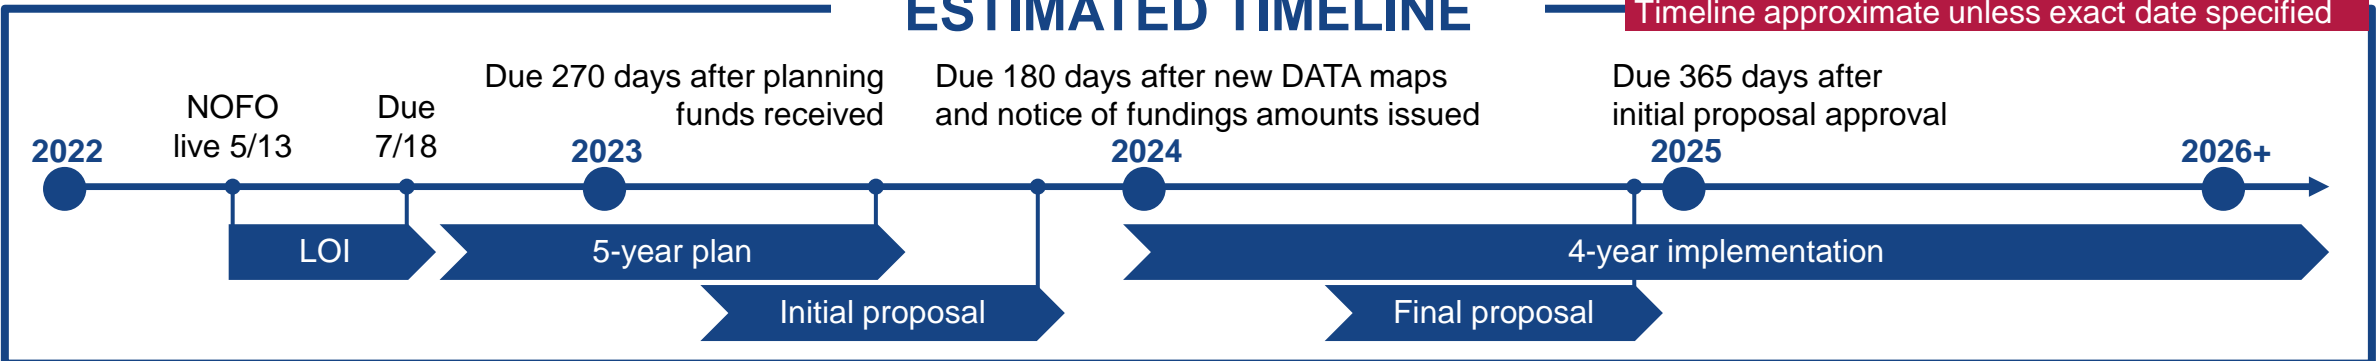 ESTIMATED TIMELINE
Timeline approximate unless exact date specified
NOFO
live 5/13
Due
7/18
Due 270 days after planning
funds received
Due 180 days after new DATA maps
and notice of fundings amounts issued
Due 365 days after
initial proposal approval
2022
2023
2024
2025
2026+
LOI
5-year plan
4-year implementation
Initial proposal
Final proposal